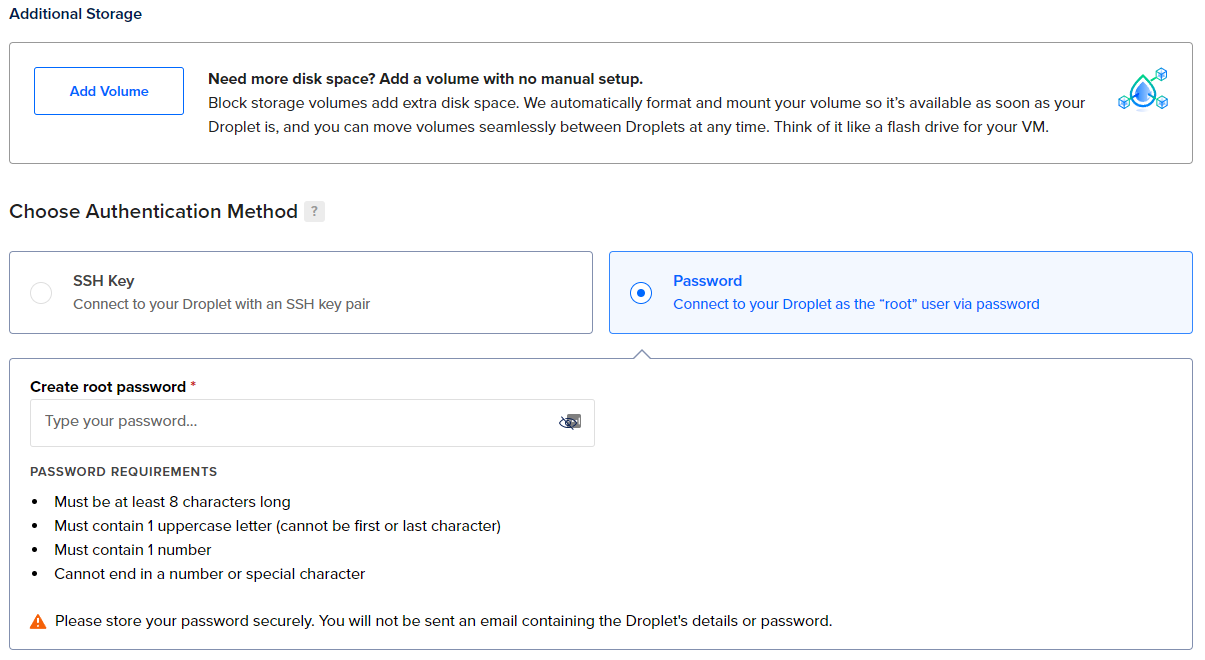 Additional Storage
Add Volume
Need more disk space? Add a volume with no manual setup.
Block storage volumes add extra disk space. We automatically format and mount your volume so it’s available as soon as your
Droplet is, and you can move volumes seamlessly between Droplets at any time. Think of it like a flash drive for your VM.
Choose Authentication Method ?
SSH Key
Connect to your Droplet with an SSH key pair
Password
Connect to your Droplet as the “root” user via password
Create root password *
Type your password...
PASSWORD REQUIREMENTS
• Must be at least 8 characters long
• Must contain 1 uppercase letter (cannot be first or last character)
• Must contain 1 number
• Cannot end in a number or special character
Please store your password securely. You will not be sent an email containing the Droplet's details or password.